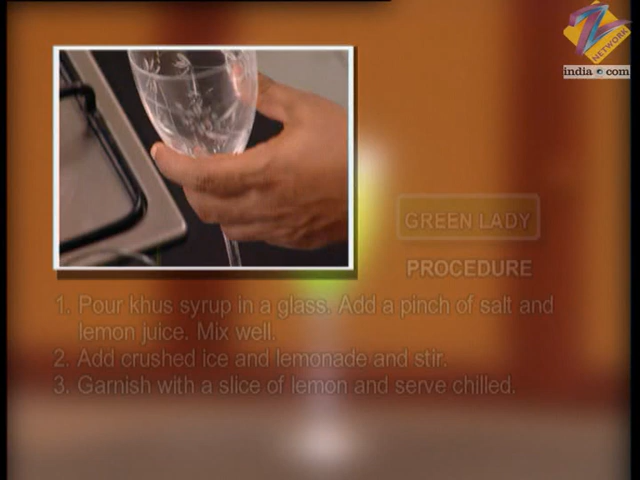 Z
NETWORK
india com
GREEN LADY
PROCEDURE
1. Pour khus syrup in a glass. Add a pinch of salt and
lemon juice. Mix well.
2. Add crushed ice and lemonade and stir.
3. Garnish with a slice of lemon and serve chilled.